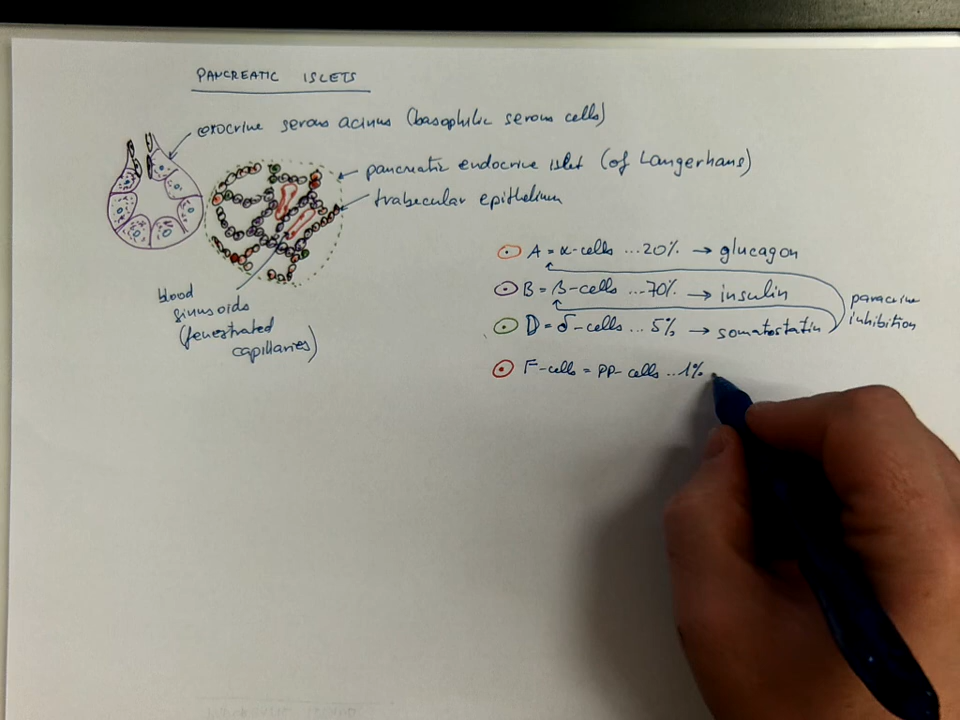 PANCREATIC ISLETS
exocrine serous acinus (basophilic serous cells)
pancreatic endocrine islet (of Langerhans)
trabecular epithelium
blood
sinusoids
(fenestrated
capillaries)
A = α-cells ...20% → glucagon
B = β-cells ...70% → insulin
D = δ-cells ... 5% → somatostatin
paracrine
inhibition
F-cells = PP-cells ...1%